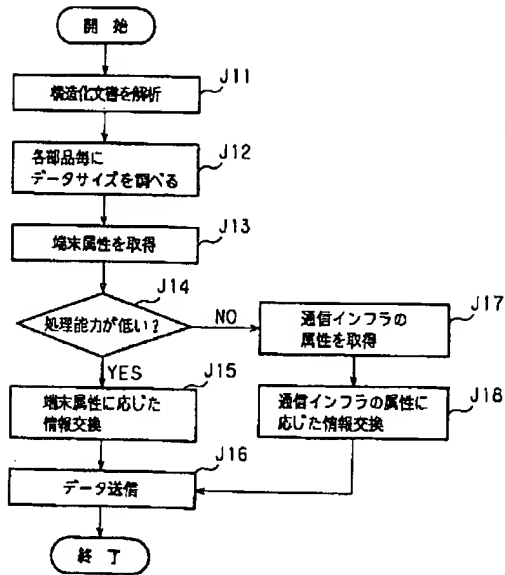 開 始
J11
構造化文書を解析
J12
各部品毎に
データサイズを調べる
J13
端末属性を取得
J14
処理能力が低い?
NO
J17
通信インフラの
属性を取得
YES
J15
端末属性に応じた
情報交換
J18
通信インフラの属性に
応じた情報交換
J16
データ送信
終 了